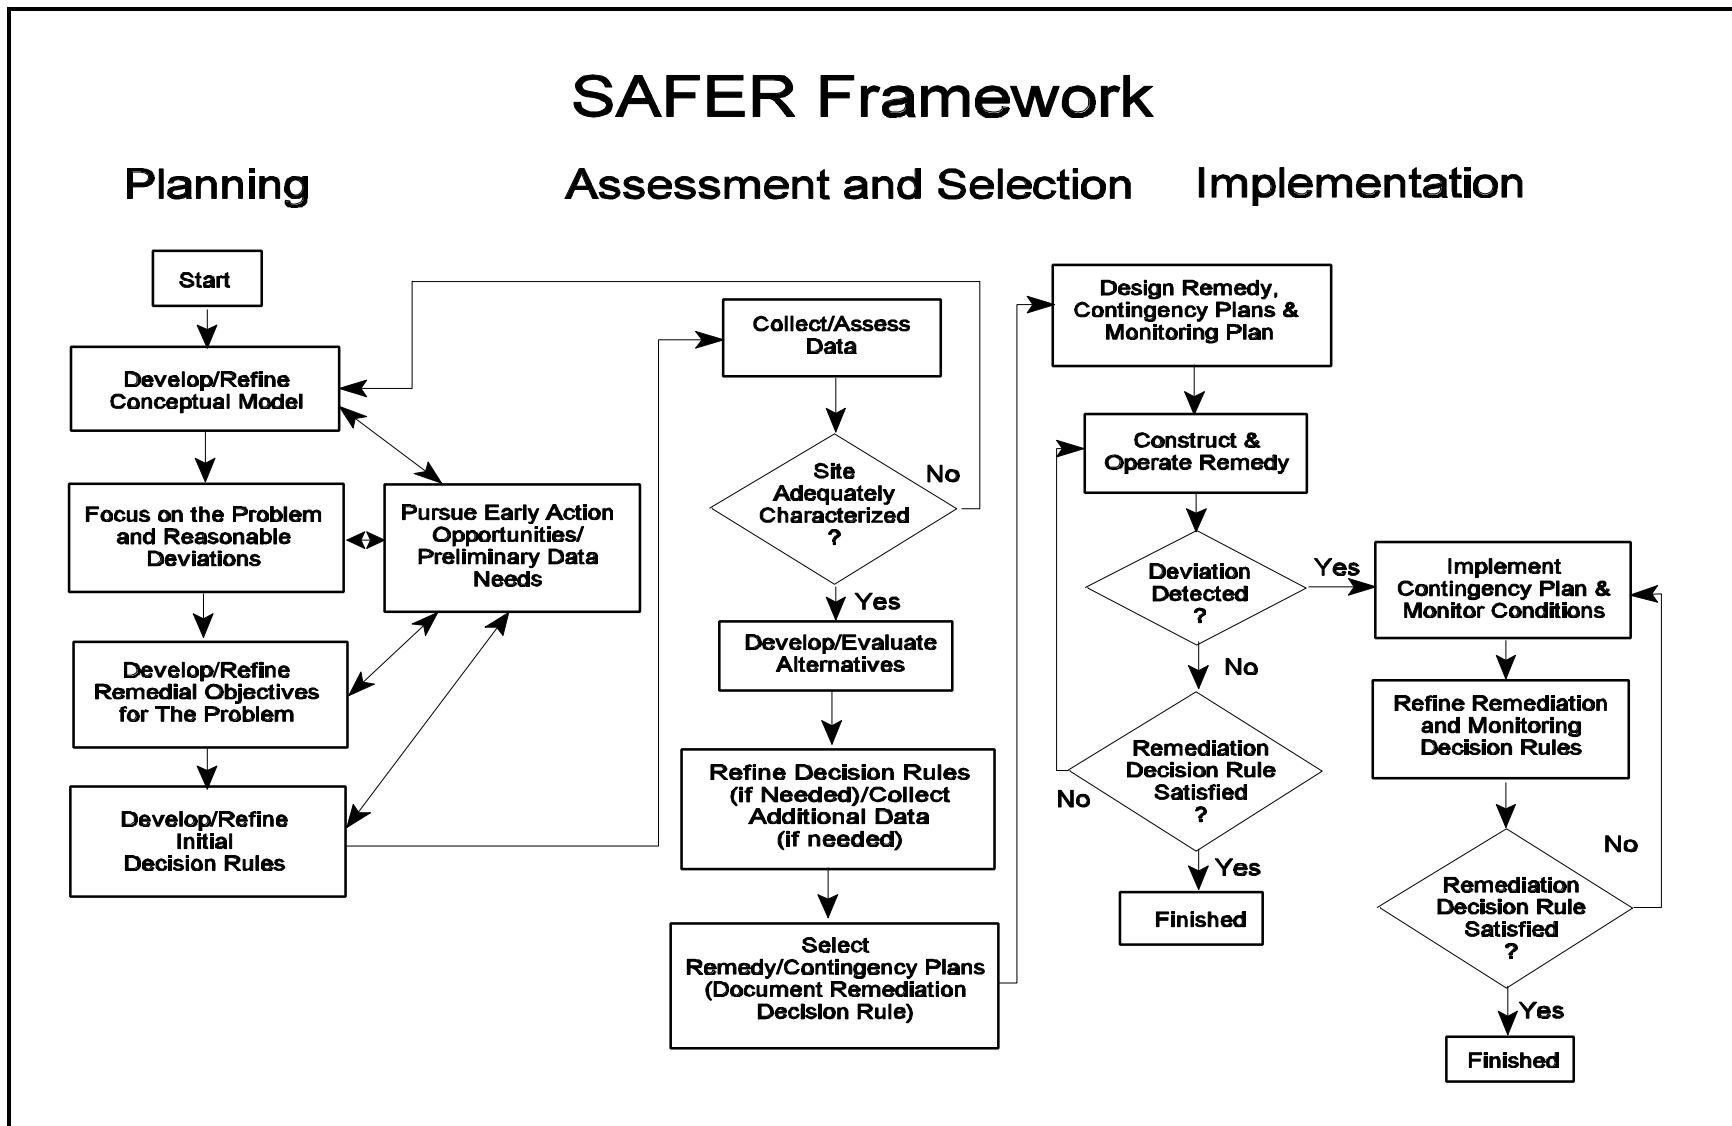 SAFER Framework
Planning
Assessment and Selection
Implementation
Start
Develop/Refine
Conceptual Model
Focus on the Problem
and Reasonable
Deviations
Pursue Early Action
Opportunities/
Preliminary Data
Needs
Develop/Refine
Remedial Objectives
for The Problem
Develop/Refine
Initial
Decision Rules
Collect/Assess
Data
Site
Adequately
Characterized
?
No
Yes
Develop/Evaluate
Alternatives
Refine Decision Rules
(if Needed)/Collect
Additional Data
(if needed)
Select
Remedy/Contingency Plans
(Document Remediation
Decision Rule)
Design Remedy,
Contingency Plans &
Monitoring Plan
Construct &
Operate Remedy
Deviation
Detected
?
Yes
No
Remediation
Decision Rule
Satisfied
?
No
Yes
Finished
Implement
Contingency Plan &
Monitor Conditions
Refine Remediation
and Monitoring
Decision Rules
Remediation
Decision Rule
Satisfied
?
No
Yes
Finished